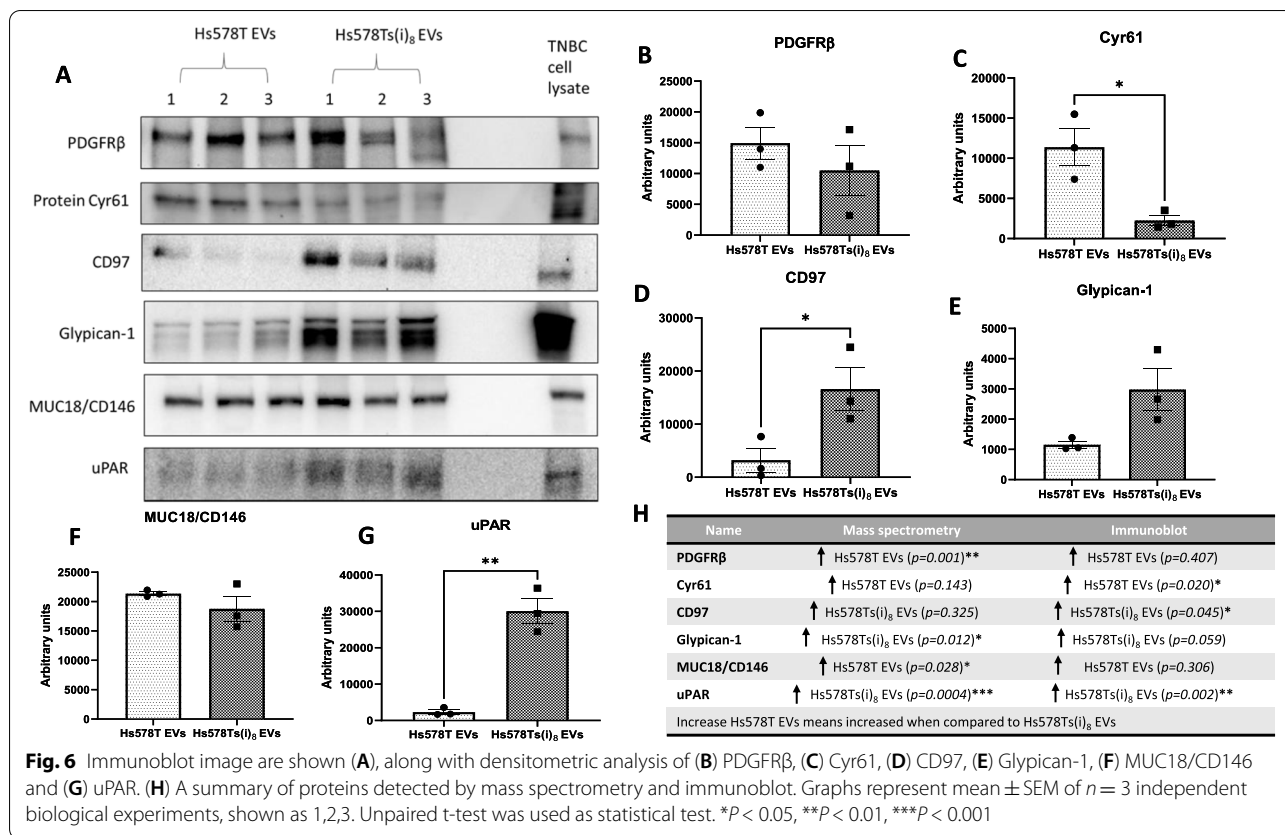 A
Hs578T EVs
Hs578Ts(i)₈ EVs
TNBC
cell
lysate
1 2 3 1 2 3
PDGFRβ
Protein Cyr61
CD97
Glypican-1
MUC18/CD146
uPAR
B
PDGFRβ
Arbitrary units
25000
20000
15000
10000
5000
0
Hs578T EVs Hs578Ts(i)₈ EVs
C
Cyr61
Arbitrary units
20000
15000
10000
5000
0
*
Hs578T EVs Hs578Ts(i)₈ EVs
D
CD97
Arbitrary units
30000
20000
10000
0
*
Hs578T EVs Hs578Ts(i)₈ EVs
E
Glypican-1
Arbitrary units
5000
4000
3000
2000
1000
0
Hs578T EVs Hs578Ts(i)₈ EVs
F
MUC18/CD146
Arbitrary units
25000
20000
15000
10000
5000
0
Hs578T EVs Hs578Ts(i)₈ EVs
G
uPAR
Arbitrary units
40000
30000
20000
10000
0
**
Hs578T EVs Hs578Ts(i)₈ EVs
H
Name Mass spectrometry Immunoblot
PDGFRβ ↑ Hs578T EVs (p=0.001)** ↑ Hs578T EVs (p=0.407)
Cyr61 ↑ Hs578T EVs (p=0.143) ↑ Hs578T EVs (p=0.020)*
CD97 ↑ Hs578Ts(i)₈ EVs (p=0.325) ↑ Hs578Ts(i)₈ EVs (p=0.045)*
Glypican-1 ↑ Hs578Ts(i)₈ EVs (p=0.012)* ↑ Hs578Ts(i)₈ EVs (p=0.059)
MUC18/CD146 ↑ Hs578T EVs (p=0.028)* ↑ Hs578T EVs (p=0.306)
uPAR ↑ Hs578Ts(i)₈ EVs (p=0.0004)*** ↑ Hs578Ts(i)₈ EVs (p=0.002)**
Increase Hs578T EVs means increased when compared to Hs578Ts(i)₈ EVs
Fig. 6 Immunoblot image are shown (A), along with densitometric analysis of (B) PDGFRβ, (C) Cyr61, (D) CD97, (E) Glypican-1, (F) MUC18/CD146
and (G) uPAR. (H) A summary of proteins detected by mass spectrometry and immunoblot. Graphs represent mean ± SEM of n = 3 independent
biological experiments, shown as 1,2,3. Unpaired t-test was used as statistical test. *P < 0.05, **P < 0.01, ***P < 0.001